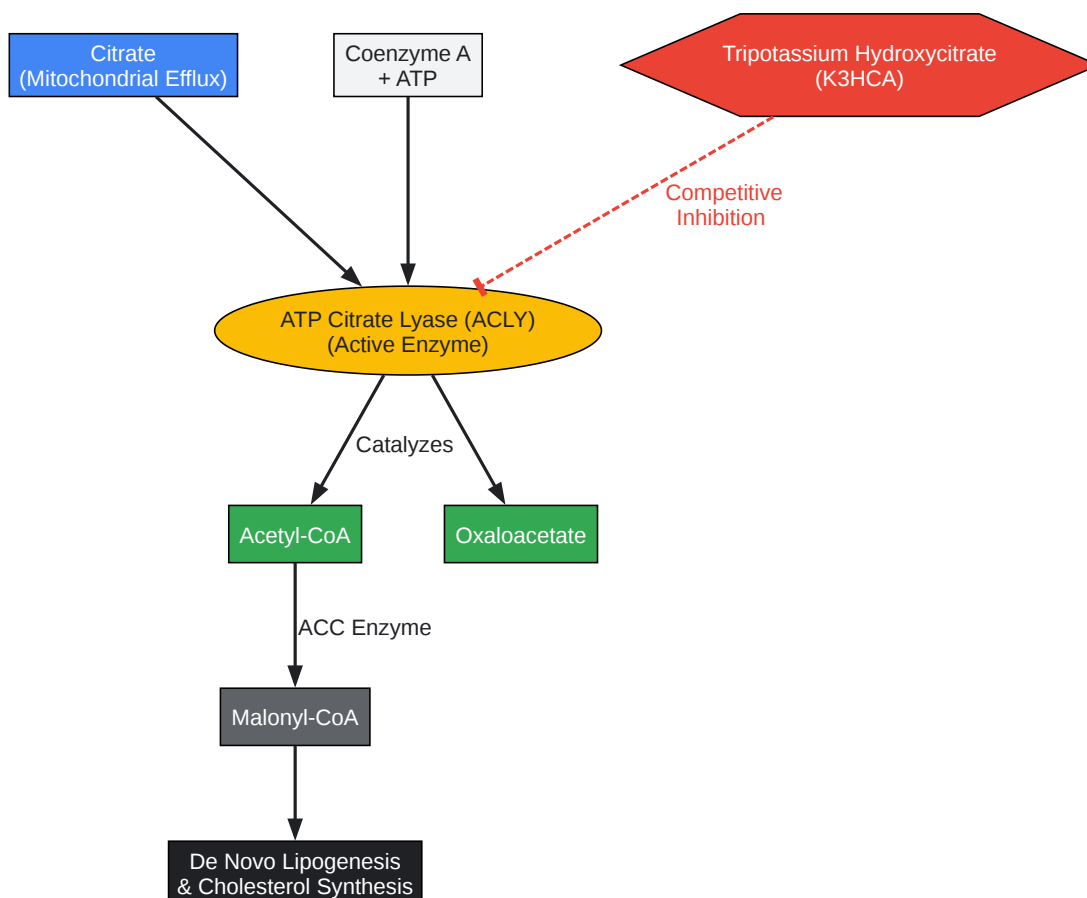 Citrate
(Mitochondrial Efflux)
Coenzyme A
+ ATP
Tripotassium Hydroxycitrate
(K3HCA)
Competitive
Inhibition
ATP Citrate Lyase (ACLY)
(Active Enzyme)
Catalyzes
Acetyl-CoA
Oxaloacetate
ACC Enzyme
Malonyl-CoA
De Novo Lipogenesis
& Cholesterol Synthesis